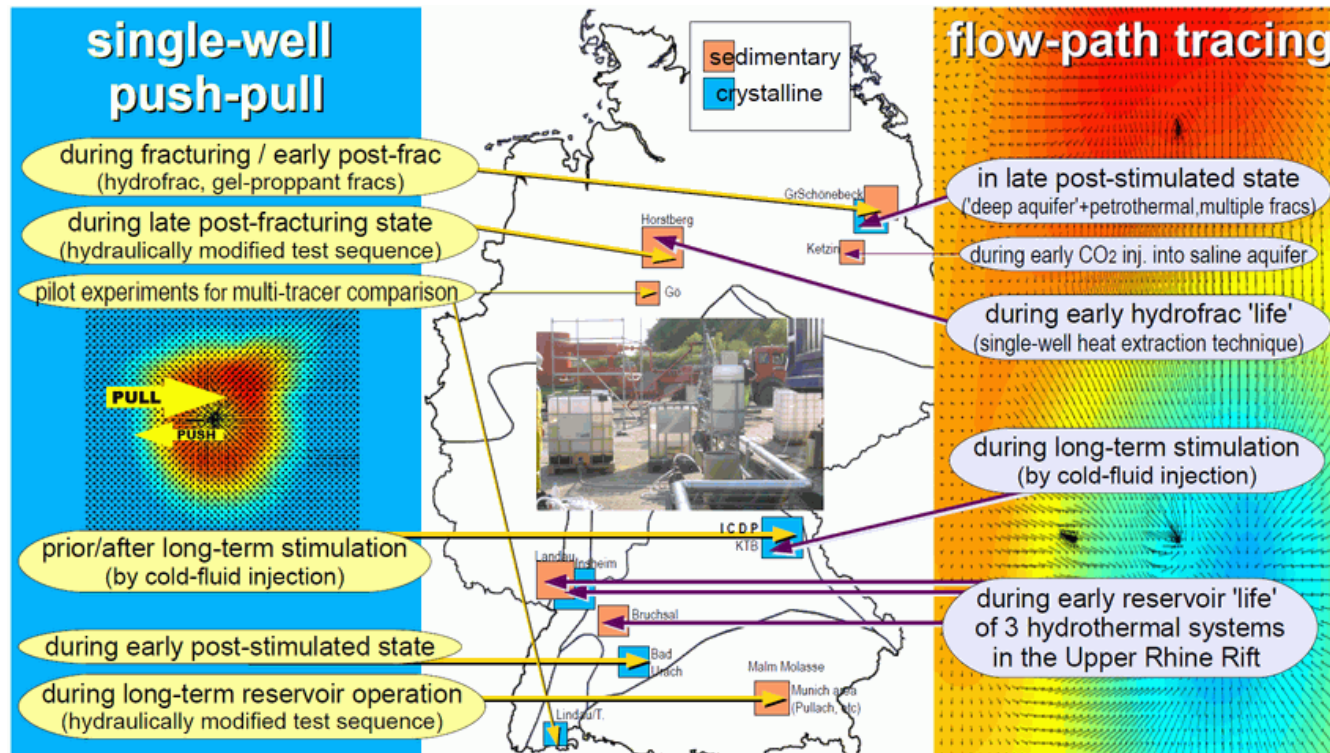 single-well
push-pull
during fracturing / early post-frac
(hydrofrac, gel-proppant fracs)
during late post-fracturing state
(hydraulically modified test sequence)
pilot experiments for multi-tracer comparison
PULL
PUSH
prior/after long-term stimulation
(by cold-fluid injection)
during early post-stimulated state
during long-term reservoir operation
(hydraulically modified test sequence)
sedimentary
crystalline
GrSchönebeck
Horstberg
Ketzin
Gö
ICDP
KTB
Landau
Insheim
Bruchsal
Bad
Urach
Malm Molasse
Munich area
(Pullach, etc)
Lindau/T.
flow-path tracing
in late post-stimulated state
('deep aquifer'+petrothermal,multiple fracs)
during early CO2 inj. into saline aquifer
during early hydrofrac 'life'
(single-well heat extraction technique)
during long-term stimulation
(by cold-fluid injection)
during early reservoir 'life'
of 3 hydrothermal systems
in the Upper Rhine Rift